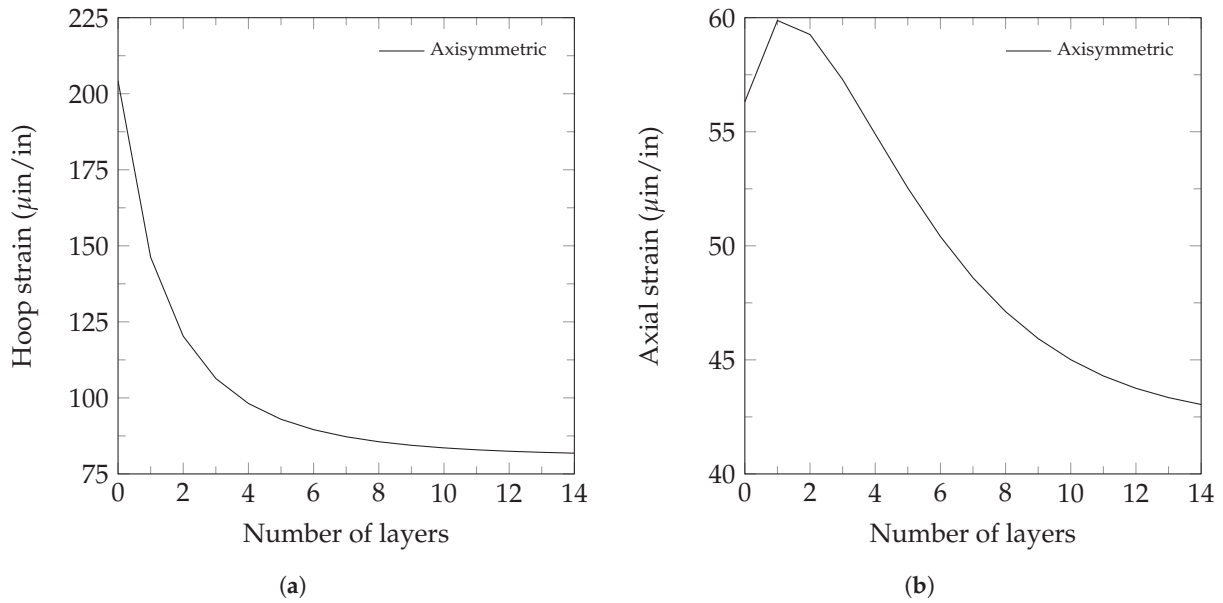 225
200
175
150
125
100
75
0 2 4 6 8 10 12 14
Hoop strain (μin/in)
Number of layers
Axisymmetric
(a)
60
55
50
45
40
0 2 4 6 8 10 12 14
Axial strain (μin/in)
Number of layers
Axisymmetric
(b)